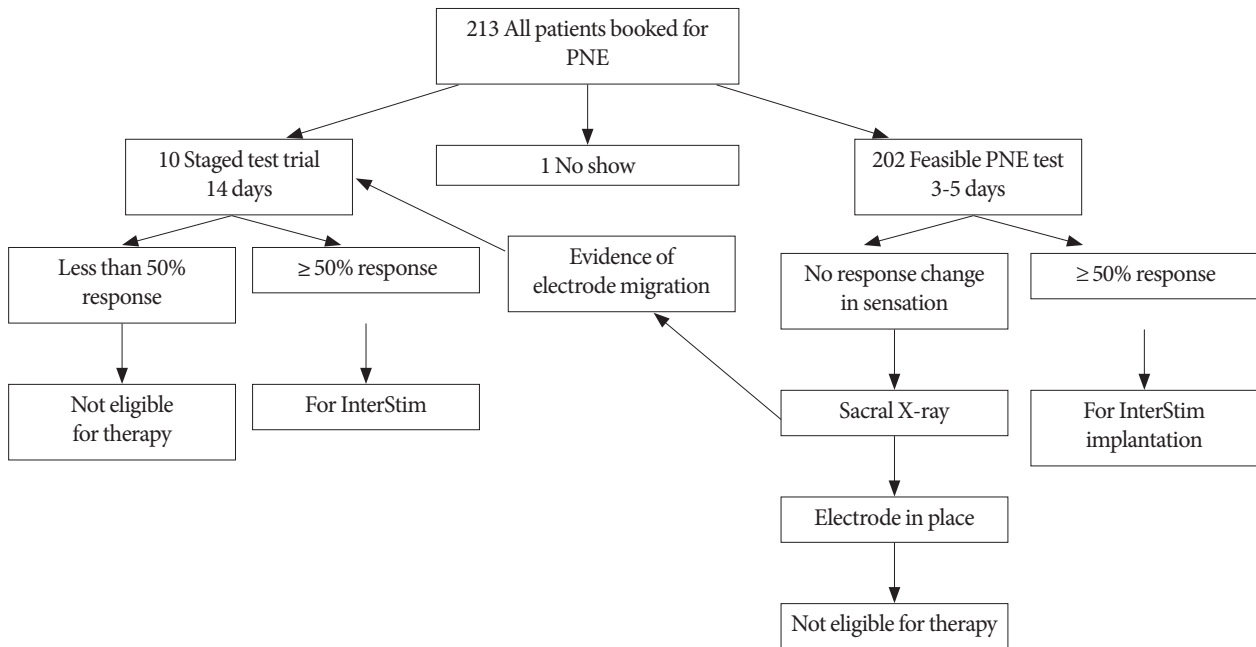 213 All patients booked for
PNE
10 Staged test trial
14 days
1 No show
202 Feasible PNE test
3-5 days
Less than 50%
response
≥ 50% response
Evidence of
electrode migration
No response change
in sensation
≥ 50% response
Not eligible
for therapy
For InterStim
Sacral X-ray
For InterStim
implantation
Electrode in place
Not eligible for therapy